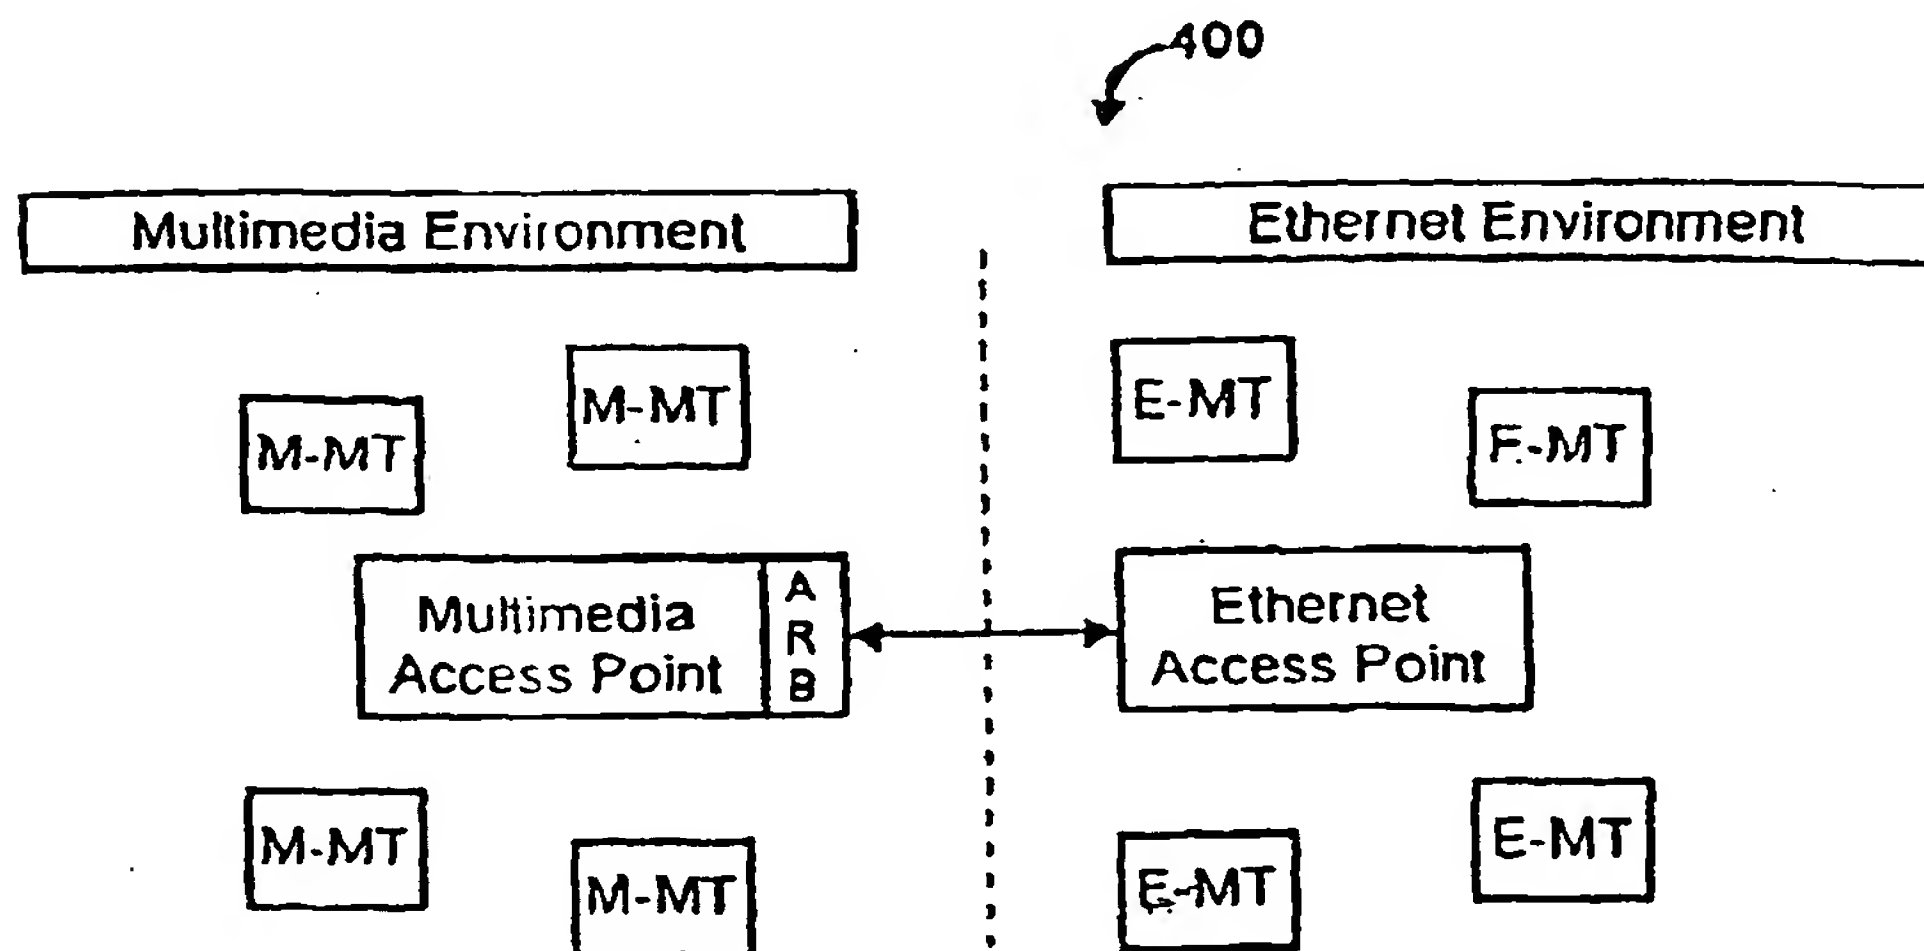 400
Multimedia Environment
Ethernet Environment
M-MT
M-MT
E-MT
E-MT
Multimedia
Access Point
A
R
B
Ethernet
Access Point
M-MT
M-MT
E-MT
E-MT